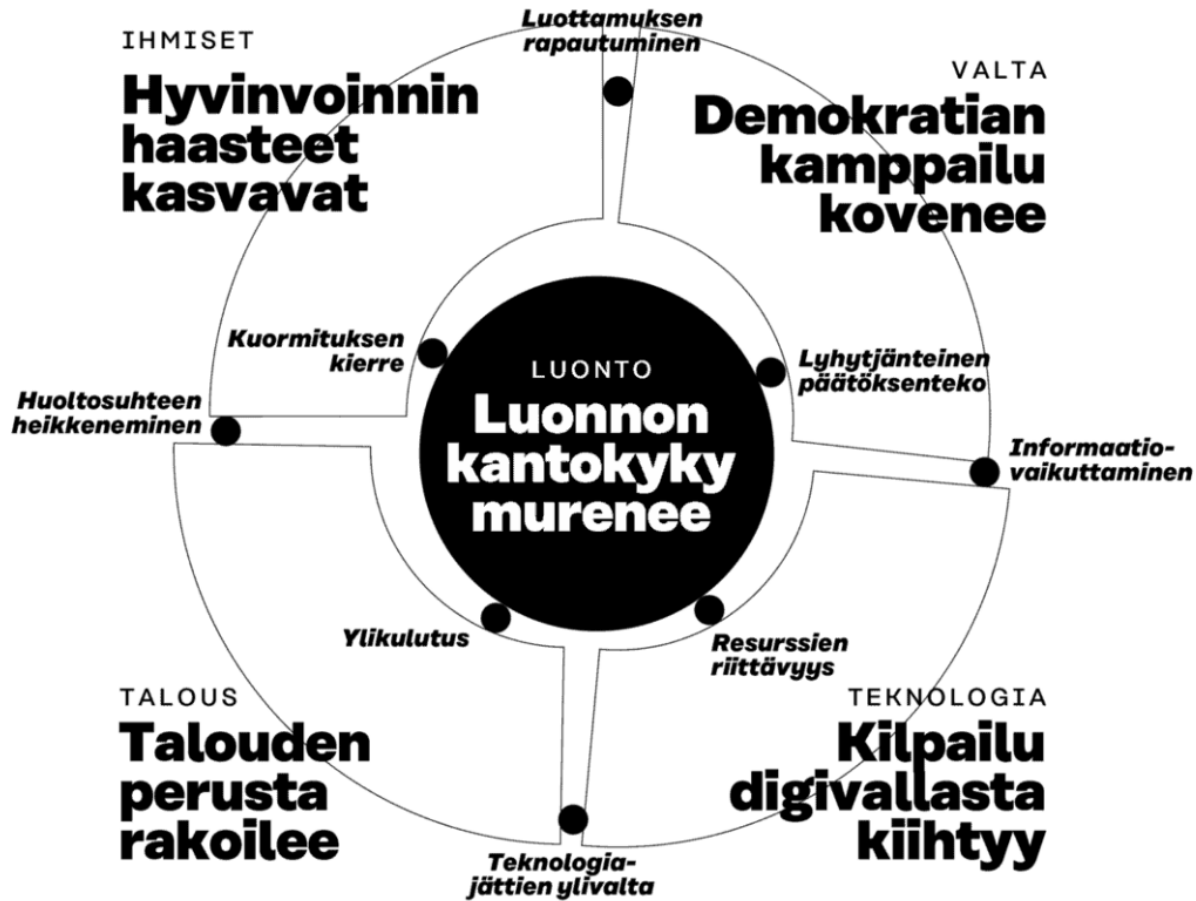 Luottamuksen
rapautuminen
IHMISET
Hyvinvoinnin
haasteet
kasvavat
VALTA
Demokratian
kamppailu
kovenee
Kuormituksen
kierre
Huoltosuhteen
heikkeneminen
LUONTO
Luonnon
kantokyky
murenee
Lyhytjänteinen
päätöksenteko
Informaatio-
vaikuttaminen
Ylikulutus
Resurssien
riittävyys
TALOUS
Talouden
perusta
rakoilee
TEKNOLOGIA
Kilpailu
digivallasta
kiihtyy
Teknologia-
jättien ylivalta